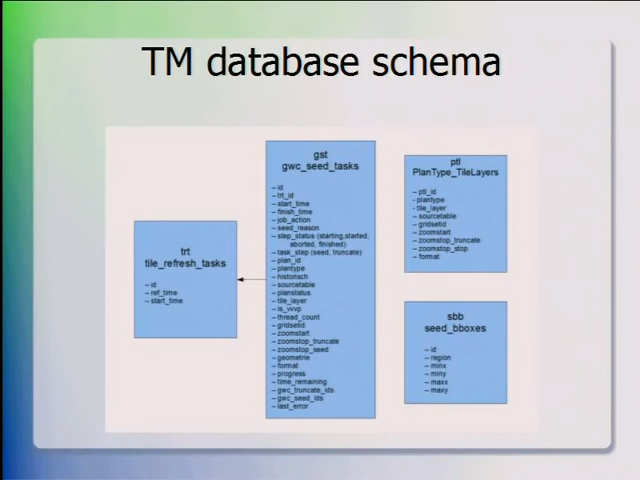 TM database schema
trt
tile_refresh_tasks
– id
– ref_time
– start_time
gst
gwc_seed_tasks
– id
– trt_id
– start_time
– finish_time
– job_action
– seed_reason
– step_status (starting,started,
aborted, finished)
– task_step (seed, truncate)
– plan_id
– plantype
– historisch
– sourcetable
– planstatus
– tile_layer
– is_vvvp
– thread_count
– gridsetid
– zoomstart
– zoomstop_truncate
– zoomstop_seed
– geometrie
– format
– progress
– time_remaining
– gwc_truncate_ids
– gwc_seed_ids
– last_error
ptl
PlanType_TileLayers
– ptl_id
- plantype
- tile_layer
– sourcetable
– gridsetid
– zoomstart
– zoomstop_truncate
– zoomstop_stop
– format
sbb
seed_bboxes
– id
– region
– minx
– miny
– maxx
– maxy